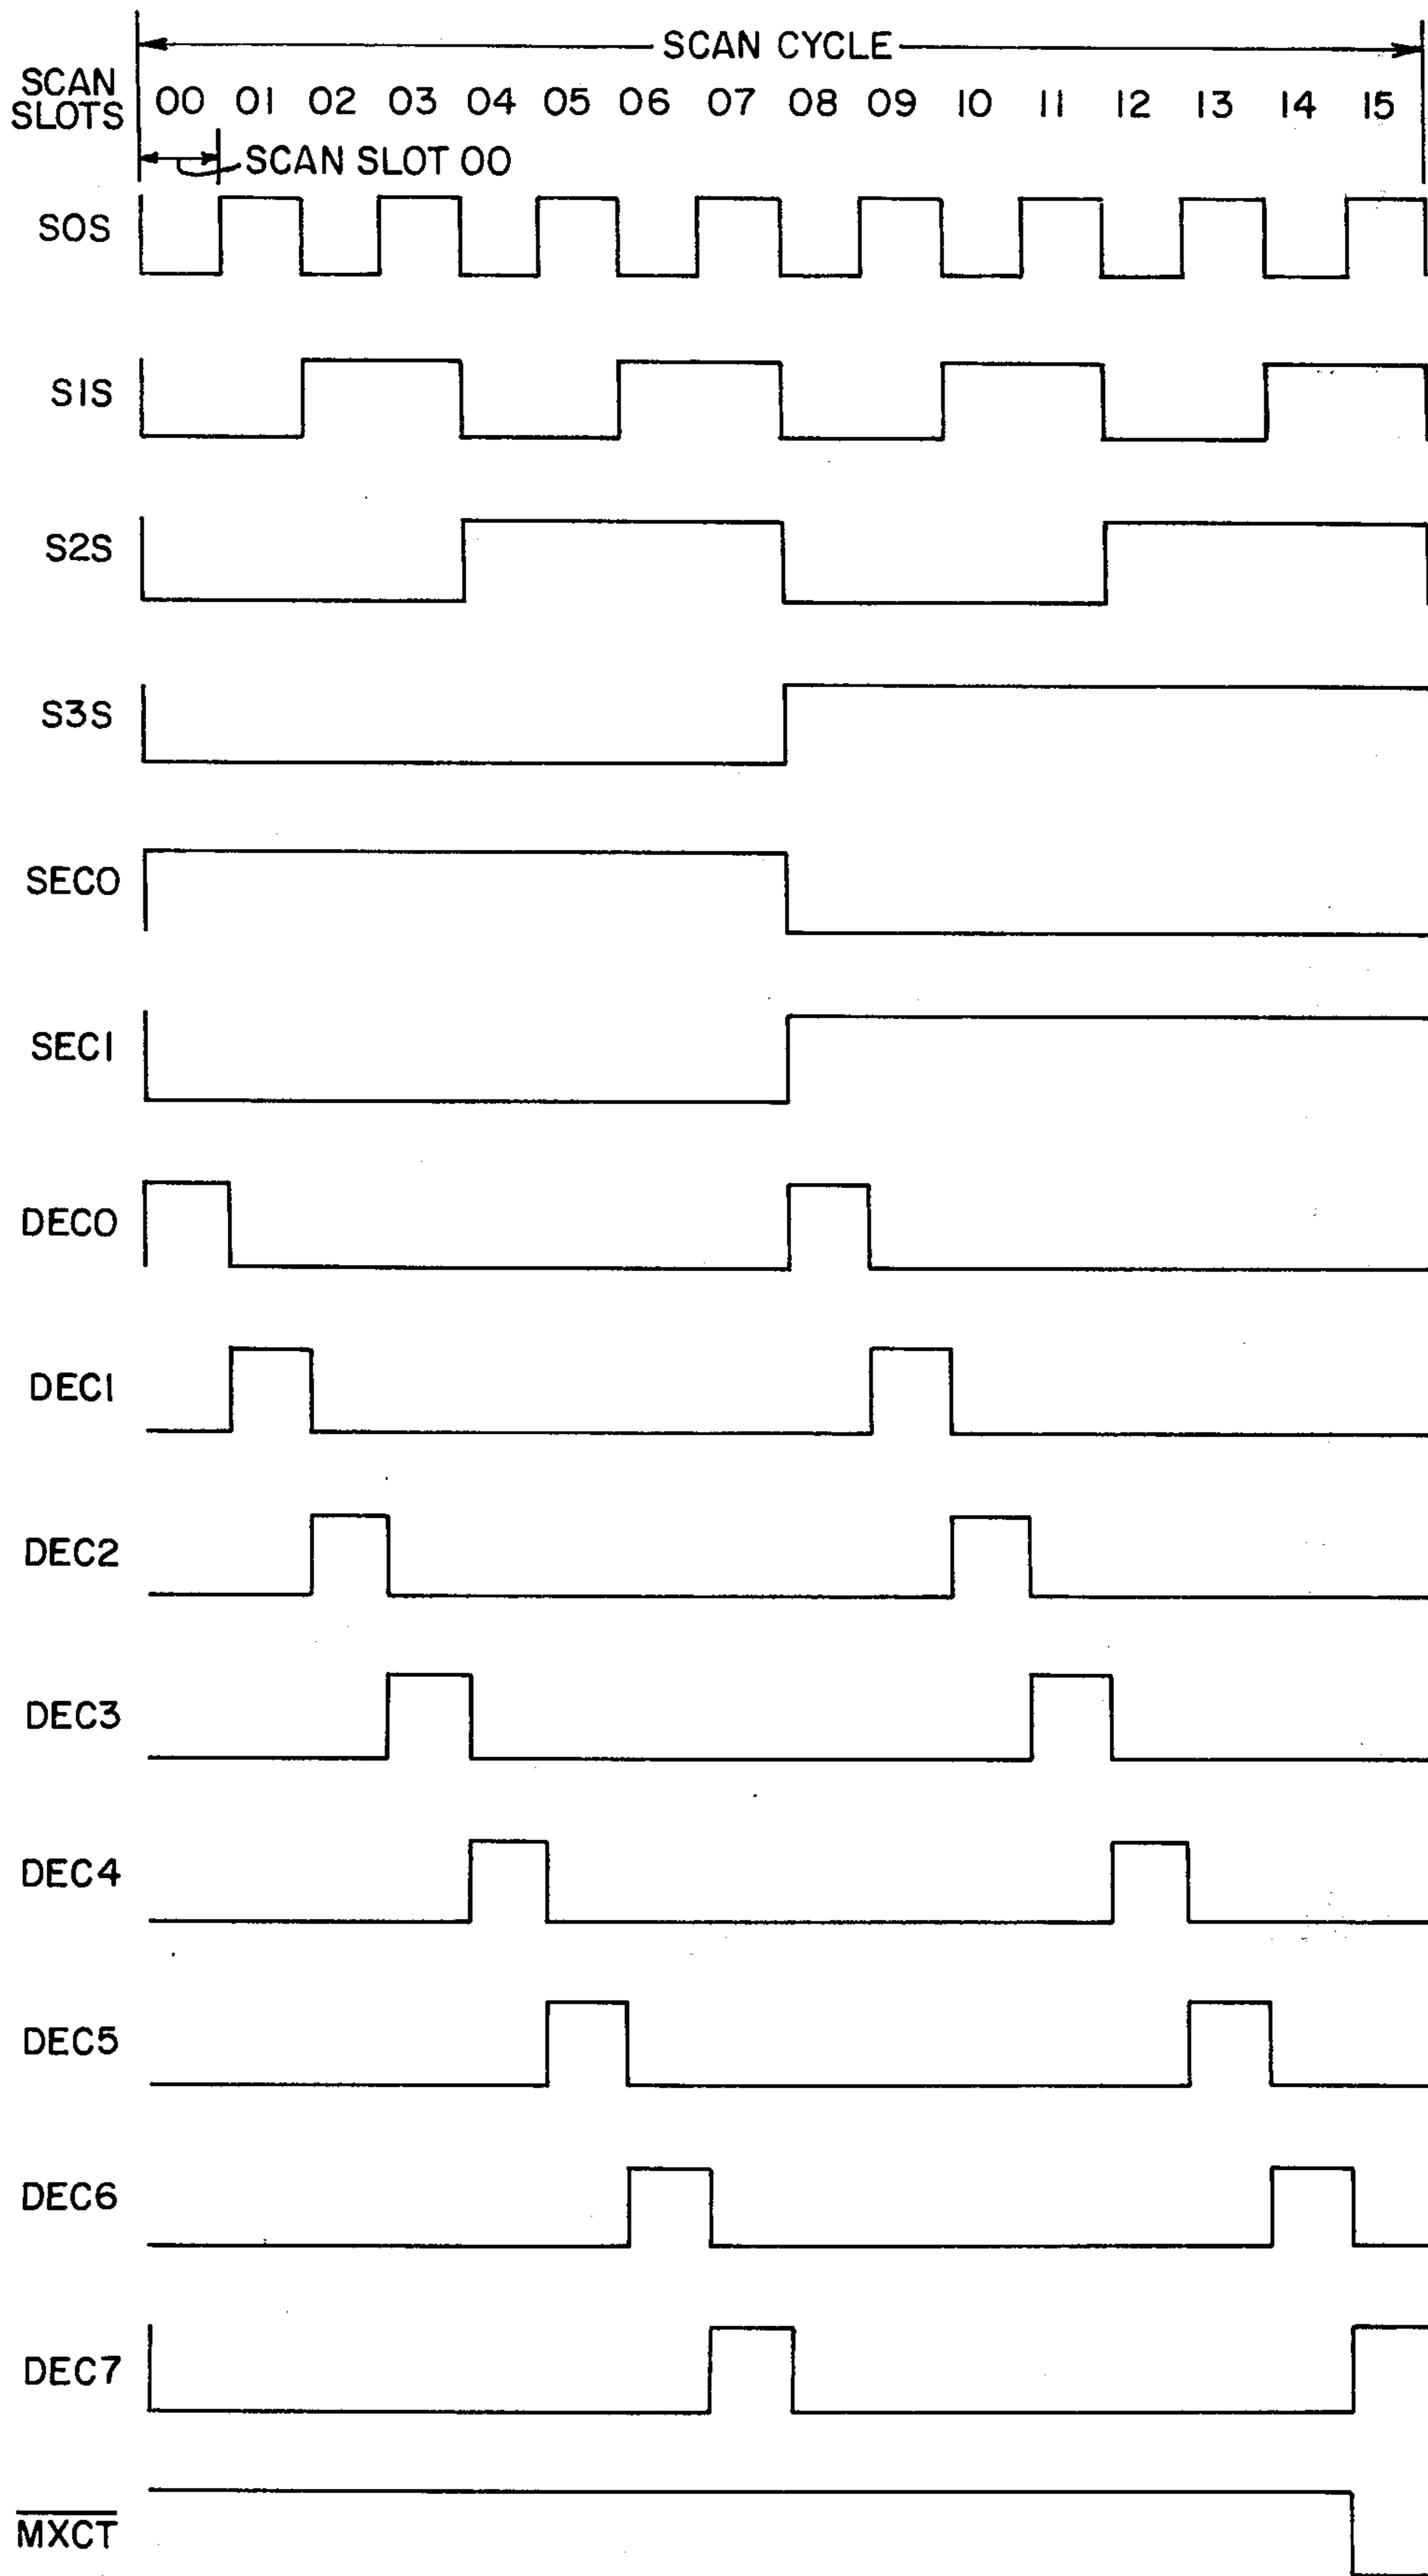 SCAN CYCLE
SCAN SLOTS 00 01 02 03 04 05 06 07 08 09 10 11 12 13 14 15
SCAN SLOT 00
S0S
S1S
S2S
S3S
SEC0
SEC1
DEC0
DEC1
DEC2
DEC3
DEC4
DEC5
DEC6
DEC7
M̅X̅C̅T̅